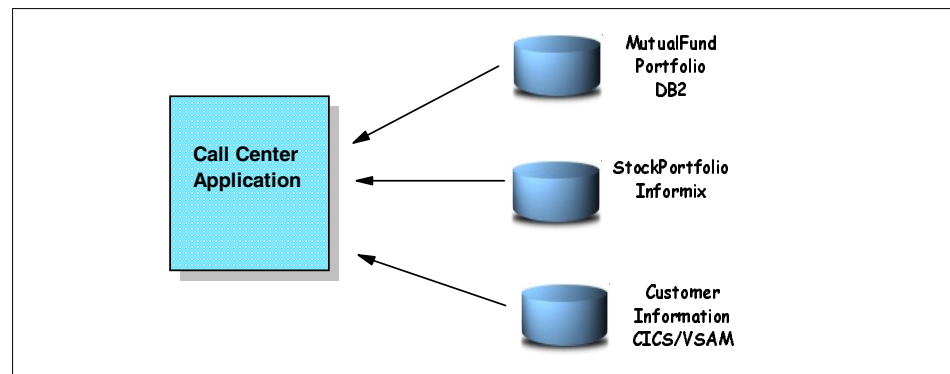 Call Center
Application
MutualFund
Portfolio
DB2
StockPortfolio
Informix
Customer
Information
CICS/VSAM